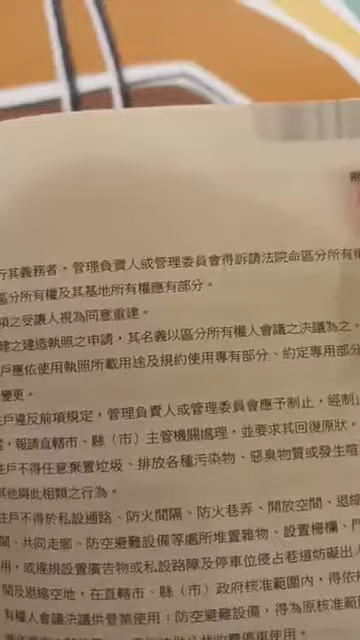 行其義務者，管理負責人或管理委員會得訴請法院命區分所有權
區分所有權及其基地所有權應有部分。
項之受讓人視為同意重建。
建之建造執照之申請，其名義以區分所有權人會議之決議為之。
戶應依使用執照所載用途及規約使用專有部分、約定專用部分
變更。
住戶違反前項規定，管理負責人或管理委員會應予制止，經制止
，報請直轄市、縣（市）主管機關處理，並要求其回復原狀。
住戶不得任意棄置垃圾、排放各種污染物、惡臭物質或發生喧
其他與此相類之行為。
住戶不得於私設通路、防火間隔、防火巷弄、開放空間、退縮
間、共同走廊、防空避難設備等處所堆置雜物、設置柵欄、門
用，或違規設置廣告物或私設路障及停車位侵占巷道妨礙出
間及退縮空地，在直轄市、縣（市）政府核准範圍內，得依
有權人會議決議供營業使用；防空避難設備，得為原核准範